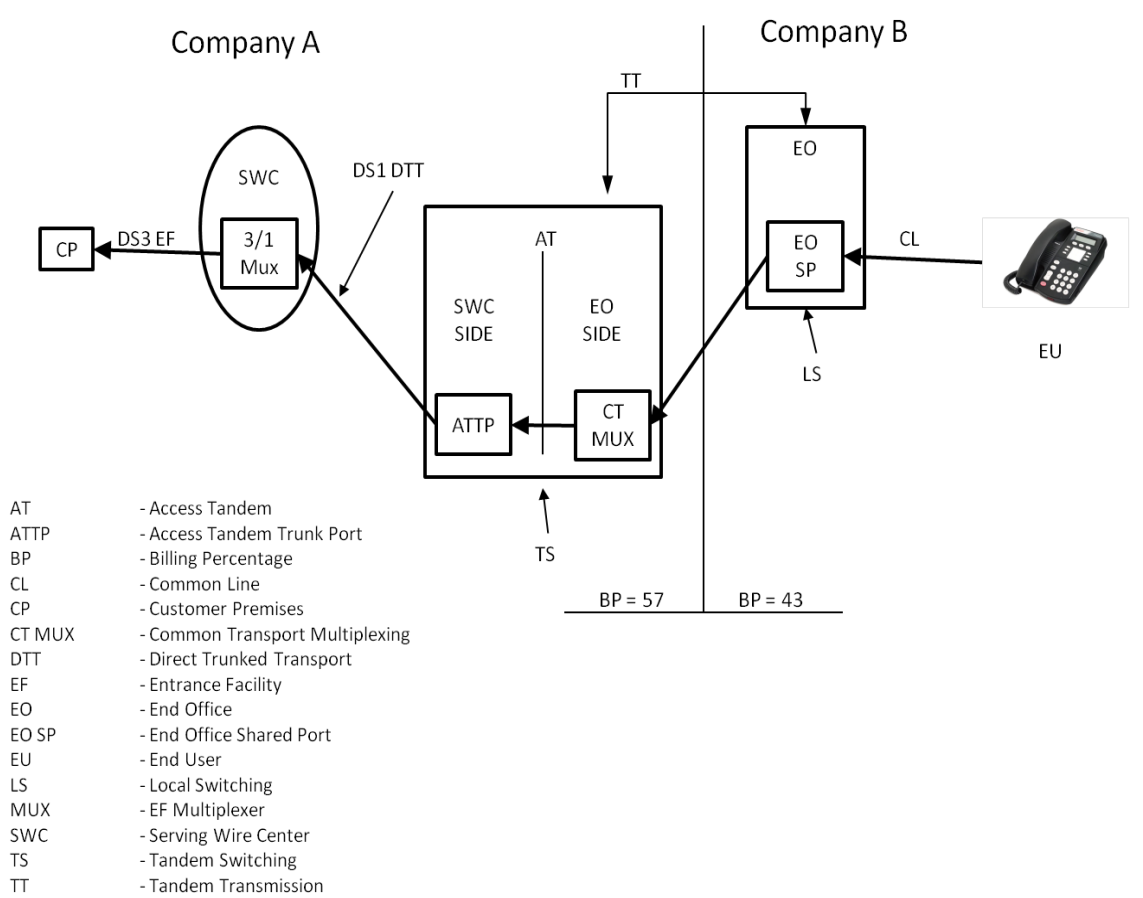 Company A
Company B
TT
EO
SWC
DS1 DTT
CP
DS3 EF
3/1
Mux
AT
EO
SP
CL
SWC
SIDE
EO
SIDE
EU
LS
ATTP
CT
MUX
TS
BP = 57
BP = 43
AT - Access Tandem
ATTP - Access Tandem Trunk Port
BP - Billing Percentage
CL - Common Line
CP - Customer Premises
CT MUX - Common Transport Multiplexing
DTT - Direct Trunked Transport
EF - Entrance Facility
EO - End Office
EO SP - End Office Shared Port
EU - End User
LS - Local Switching
MUX - EF Multiplexer
SWC - Serving Wire Center
TS - Tandem Switching
TT - Tandem Transmission